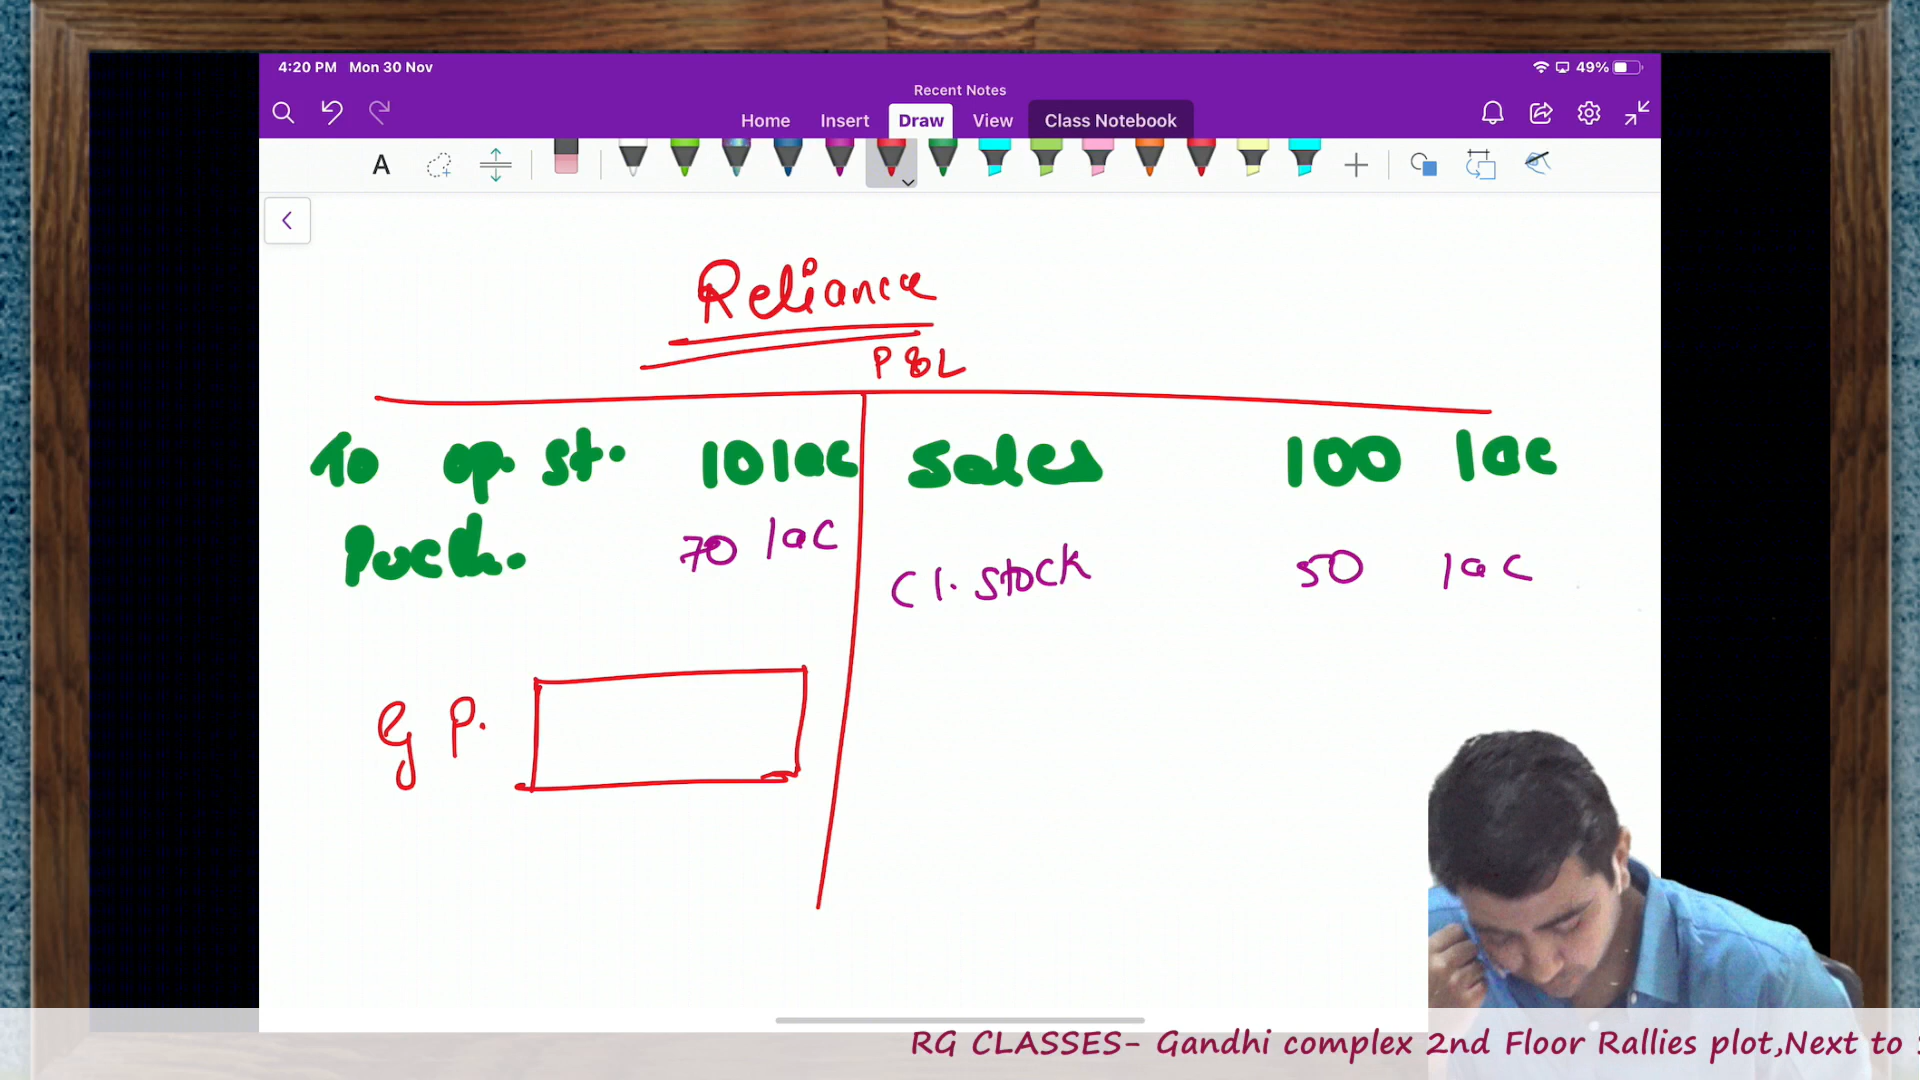 4:20 PM Mon 30 Nov
49%
Recent Notes
Home Insert Draw View Class Notebook
A
Reliance
P&L
To op. st. 10 lac Sales 100 lac
Purch. 70 lac Cl. Stock 50 lac
G P.
RG CLASSES- Gandhi complex 2nd Floor Rallies plot,Next to